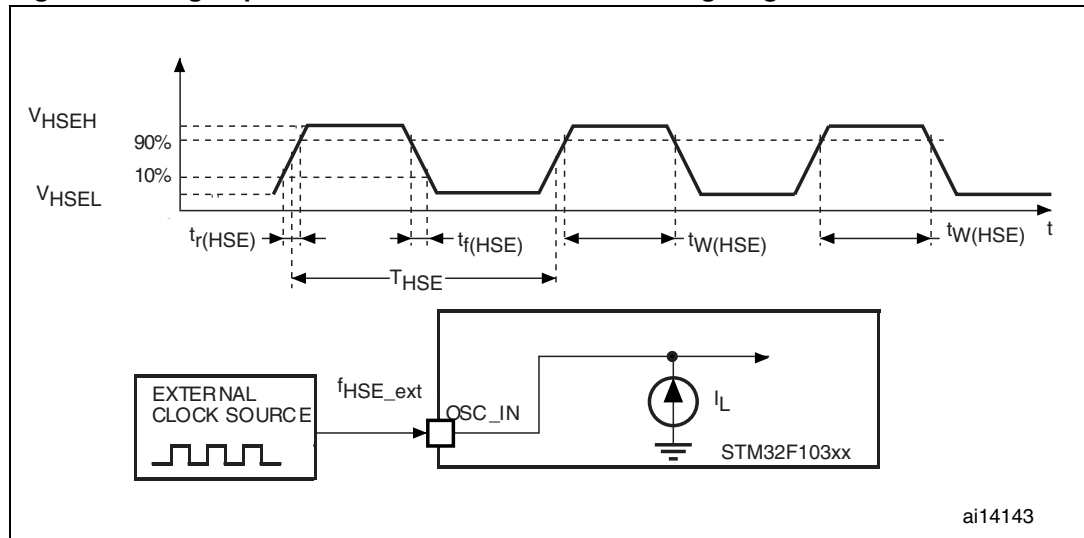 V_HSEH
90%
10%
V_HSEL
t_r(HSE)
t_f(HSE)
t_W(HSE)
t_W(HSE)
t
T_HSE
EXTERNAL
CLOCK SOURCE
f_HSE_ext
OSC_IN
I_L
STM32F103xx
ai14143